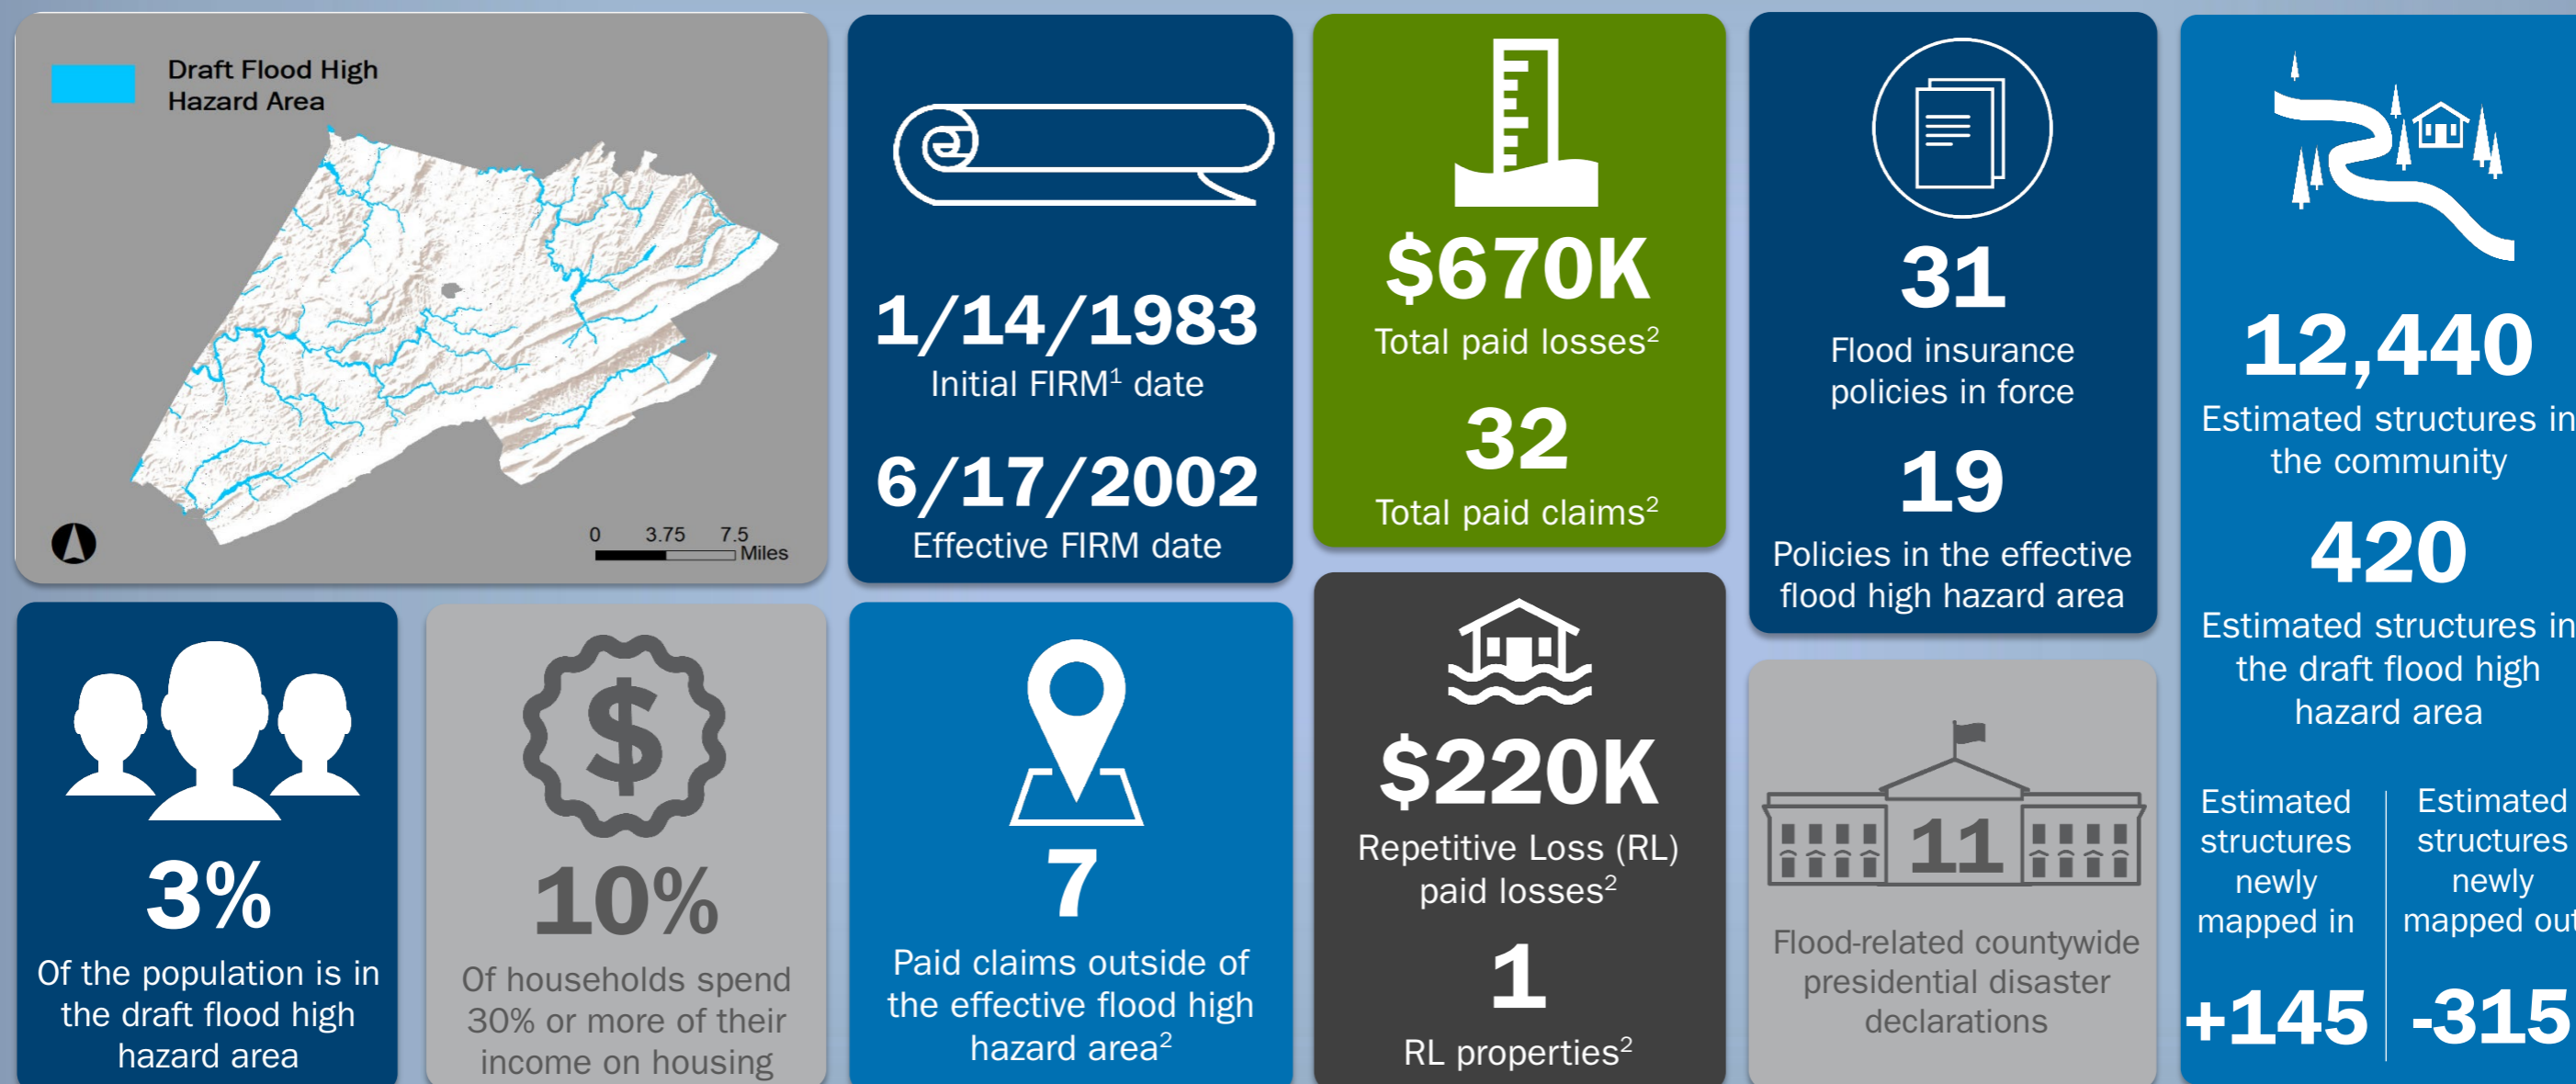 Draft Flood High
Hazard Area
0 3.75 7.5
Miles
1/14/1983
Initial FIRM¹ date
6/17/2002
Effective FIRM date
$670K
Total paid losses²
32
Total paid claims²
31
Flood insurance
policies in force
19
Policies in the effective
flood high hazard area
12,440
Estimated structures in
the community
420
Estimated structures in
the draft flood high
hazard area
Estimated
structures
newly
mapped in
+145
Estimated
structures
newly
mapped out
-315
3%
Of the population is in
the draft flood high
hazard area
$
10%
Of households spend
30% or more of their
income on housing
7
Paid claims outside of
the effective flood high
hazard area²
$220K
Repetitive Loss (RL)
paid losses²
1
RL properties²
11
Flood-related countywide
presidential disaster
declarations